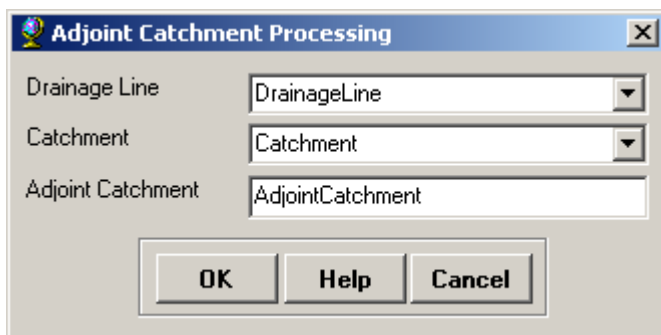 Adjoint Catchment Processing
Drainage Line DrainageLine
Catchment Catchment
Adjoint Catchment AdjointCatchment
OK Help Cancel